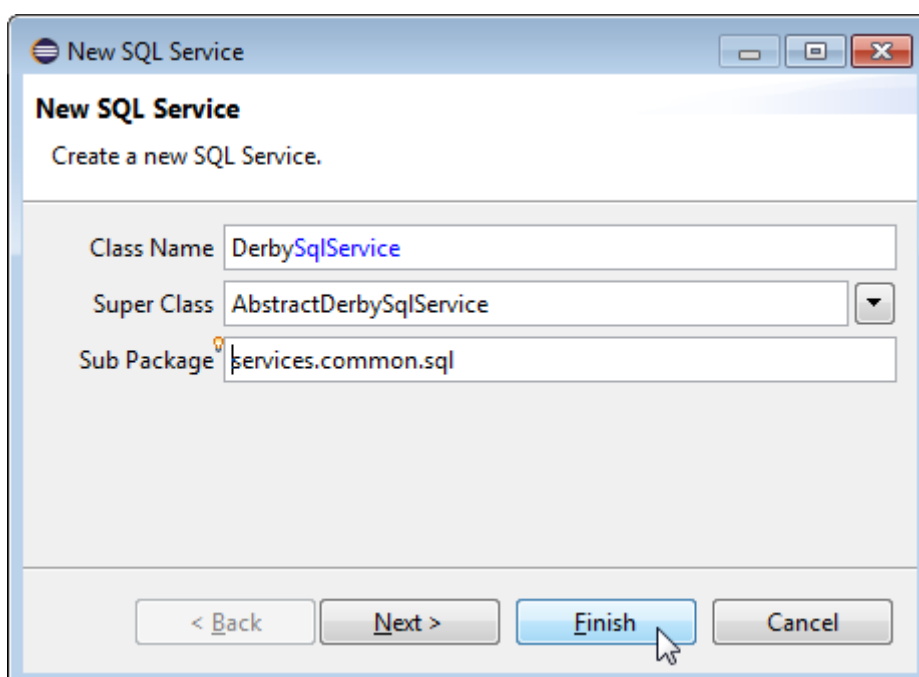 New SQL Service
New SQL Service
Create a new SQL Service.
Class Name DerbySqlService
Super Class AbstractDerbySqlService
Sub Package services.common.sql
< Back Next > Finish Cancel